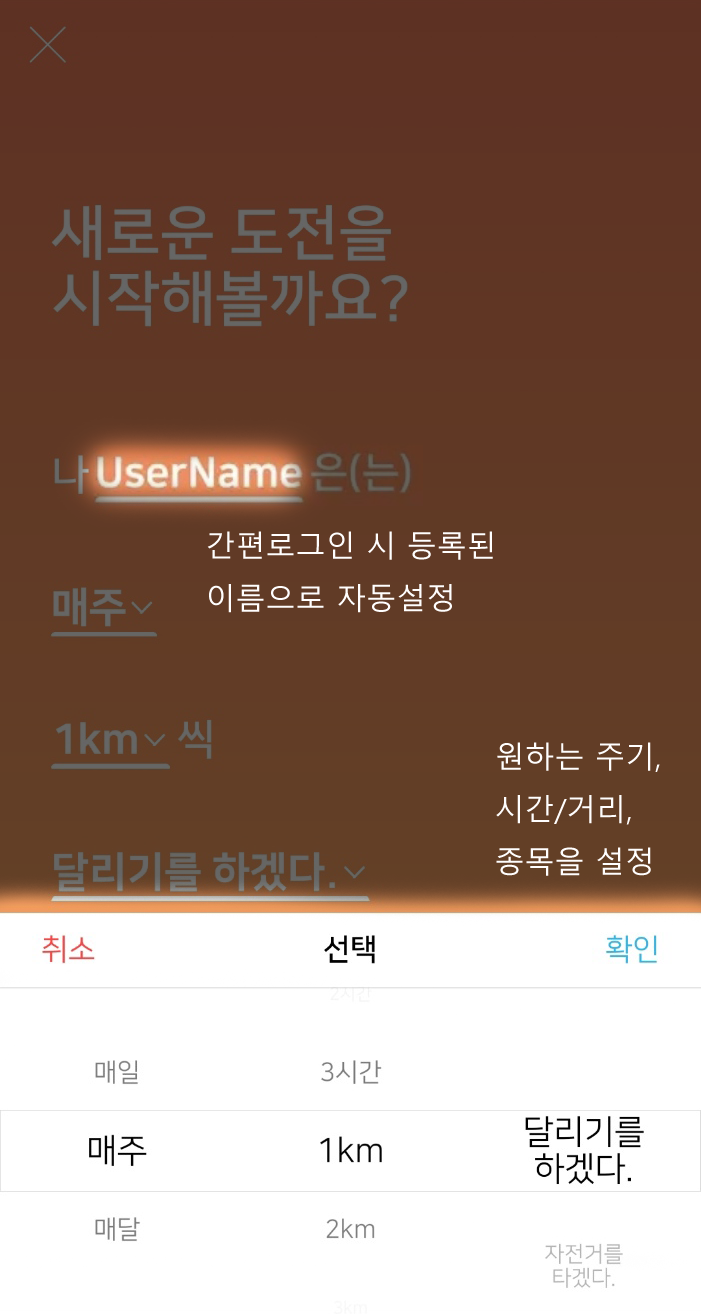 새로운 도전을
시작해볼까요?
나 UserName 은(는)
간편로그인 시 등록된
이름으로 자동설정
매주
1km 씩
원하는 주기,
시간/거리,
종목을 설정
달리기를 하겠다.
취소 선택 확인
2시간
매일 3시간
매주 1km 달리기를
하겠다.
매달 2km 자전거를
타겠다.
3km